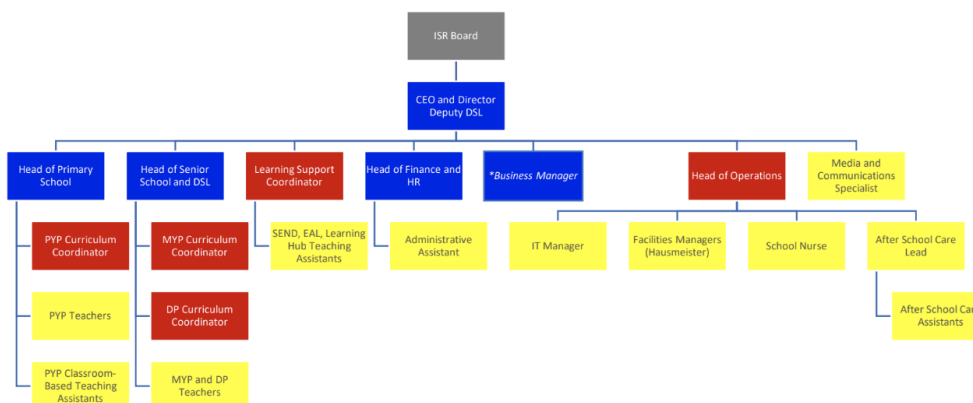 ISR Board
CEO and Director
Deputy DSL
Head of Primary
School
Head of Senior
School and DSL
Learning Support
Coordinator
Head of Finance and
HR
*Business Manager
Head of Operations
Media and
Communications
Specialist
PYP Curriculum
Coordinator
MYP Curriculum
Coordinator
SEND, EAL, Learning
Hub Teaching
Assistants
Administrative
Assistant
IT Manager
Facilities Managers
(Hausmeister)
School Nurse
After School Care
Lead
PYP Teachers
DP Curriculum
Coordinator
After School Care
Assistants
PYP Classroom-
Based Teaching
Assistants
MYP and DP
Teachers